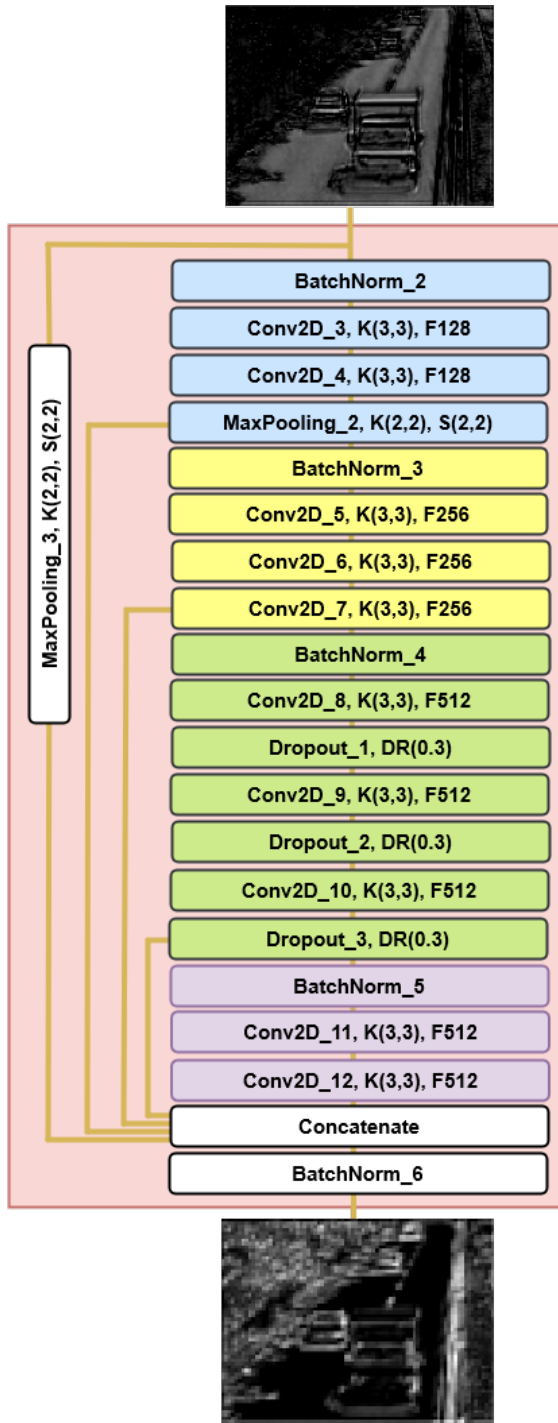 BatchNorm_2
Conv2D_3, K(3,3), F128
Conv2D_4, K(3,3), F128
MaxPooling_2, K(2,2), S(2,2)
MaxPooling_3, K(2,2), S(2,2)
BatchNorm_3
Conv2D_5, K(3,3), F256
Conv2D_6, K(3,3), F256
Conv2D_7, K(3,3), F256
BatchNorm_4
Conv2D_8, K(3,3), F512
Dropout_1, DR(0.3)
Conv2D_9, K(3,3), F512
Dropout_2, DR(0.3)
Conv2D_10, K(3,3), F512
Dropout_3, DR(0.3)
BatchNorm_5
Conv2D_11, K(3,3), F512
Conv2D_12, K(3,3), F512
Concatenate
BatchNorm_6